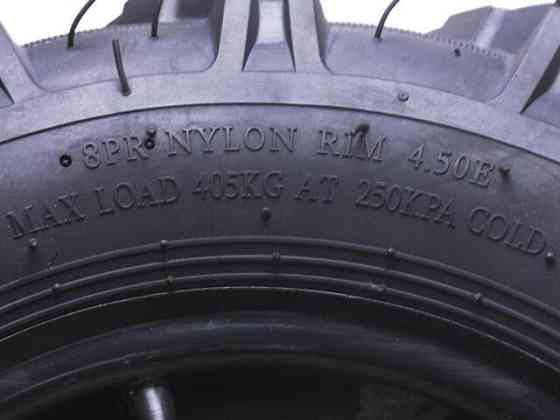 8PR NYLON RIM 4.50E
MAX LOAD 405KG AT 250KPA COLD